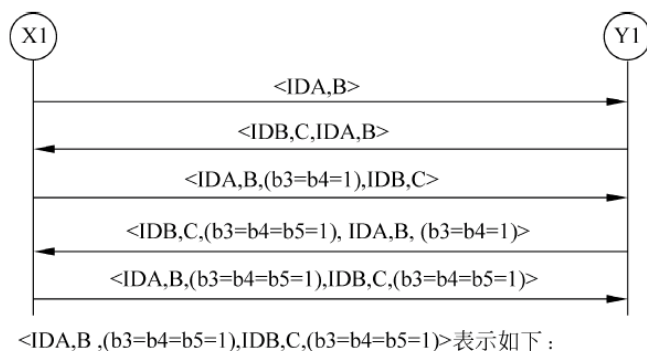 X1 Y1
<IDA,B>
<IDB,C,IDA,B>
<IDA,B,(b3=b4=1),IDB,C>
<IDB,C,(b3=b4=b5=1), IDA,B, (b3=b4=1)>
<IDA,B,(b3=b4=b5=1),IDB,C,(b3=b4=b5=1)>
<IDA,B ,(b3=b4=b5=1),IDB,C,(b3=b4=b5=1)>表示如下：